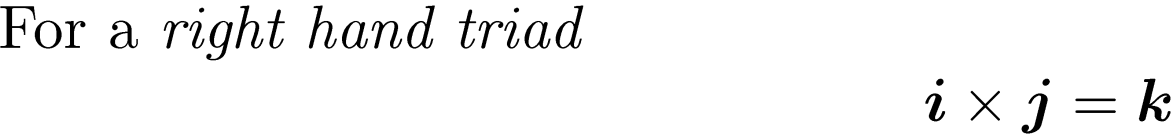 For a right hand triad
i × j = k